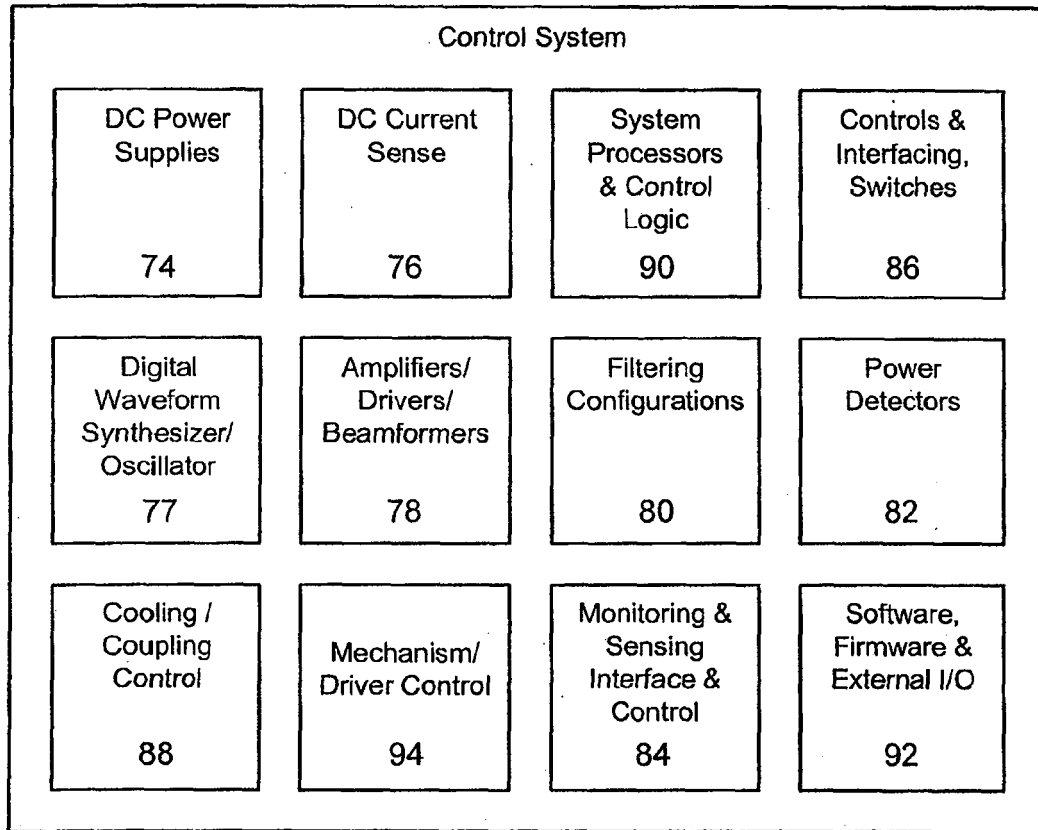 Control System
DC Power
Supplies
74
DC Current
Sense
76
System
Processors
& Control
Logic
90
Controls &
Interfacing,
Switches
86
Digital
Waveform
Synthesizer/
Oscillator
77
Amplifiers/
Drivers/
Beamformers
78
Filtering
Configurations
80
Power
Detectors
82
Cooling /
Coupling
Control
88
Mechanism/
Driver Control
94
Monitoring &
Sensing
Interface &
Control
84
Software,
Firmware &
External I/O
92